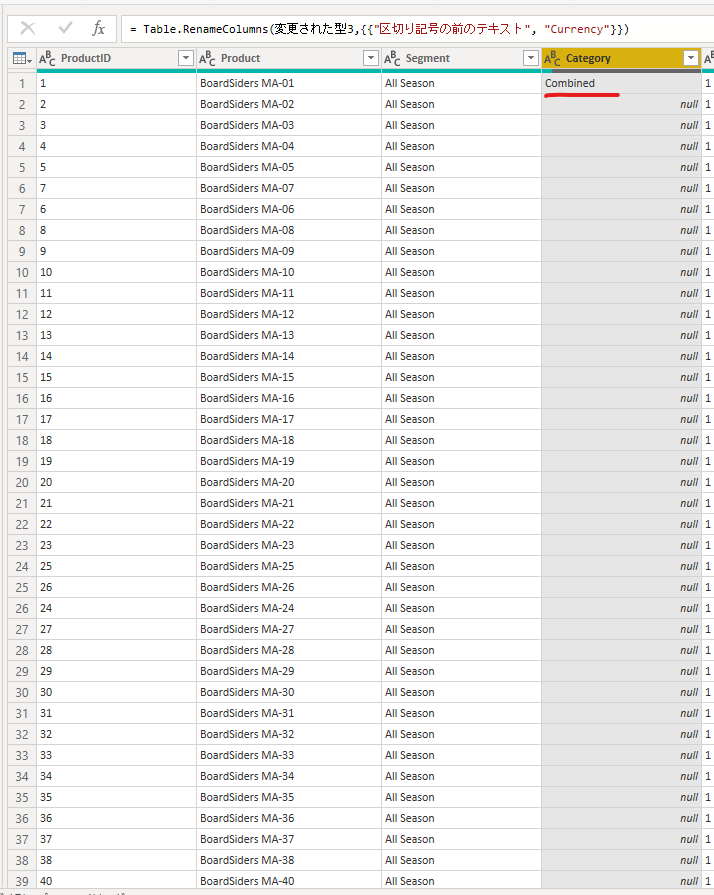 fx = Table.RenameColumns(変更された型3,{{"区切り記号の前のテキスト", "Currency"}})
ABC ProductID ABC Product ABC Segment ABC Category
1 1 BoardSiders MA-01 All Season Combined 1
2 2 BoardSiders MA-02 All Season null 1
3 3 BoardSiders MA-03 All Season null 1
4 4 BoardSiders MA-04 All Season null 1
5 5 BoardSiders MA-05 All Season null 1
6 7 BoardSiders MA-07 All Season null 1
7 6 BoardSiders MA-06 All Season null 1
8 8 BoardSiders MA-08 All Season null 1
9 9 BoardSiders MA-09 All Season null 1
10 10 BoardSiders MA-10 All Season null 1
11 11 BoardSiders MA-11 All Season null 1
12 12 BoardSiders MA-12 All Season null 1
13 13 BoardSiders MA-13 All Season null 1
14 14 BoardSiders MA-14 All Season null 1
15 15 BoardSiders MA-15 All Season null 1
16 16 BoardSiders MA-16 All Season null 1
17 17 BoardSiders MA-17 All Season null 1
18 18 BoardSiders MA-18 All Season null 1
19 19 BoardSiders MA-19 All Season null 1
20 20 BoardSiders MA-20 All Season null 1
21 21 BoardSiders MA-21 All Season null 1
22 22 BoardSiders MA-22 All Season null 1
23 23 BoardSiders MA-23 All Season null 1
24 25 BoardSiders MA-25 All Season null 1
25 26 BoardSiders MA-26 All Season null 1
26 24 BoardSiders MA-24 All Season null 1
27 27 BoardSiders MA-27 All Season null 1
28 28 BoardSiders MA-28 All Season null 1
29 29 BoardSiders MA-29 All Season null 1
30 30 BoardSiders MA-30 All Season null 1
31 31 BoardSiders MA-31 All Season null 1
32 32 BoardSiders MA-32 All Season null 1
33 33 BoardSiders MA-33 All Season null 1
34 34 BoardSiders MA-34 All Season null 1
35 35 BoardSiders MA-35 All Season null 1
36 36 BoardSiders MA-36 All Season null 1
37 37 BoardSiders MA-37 All Season null 1
38 38 BoardSiders MA-38 All Season null 1
39 40 BoardSiders MA-40 All Season null 1